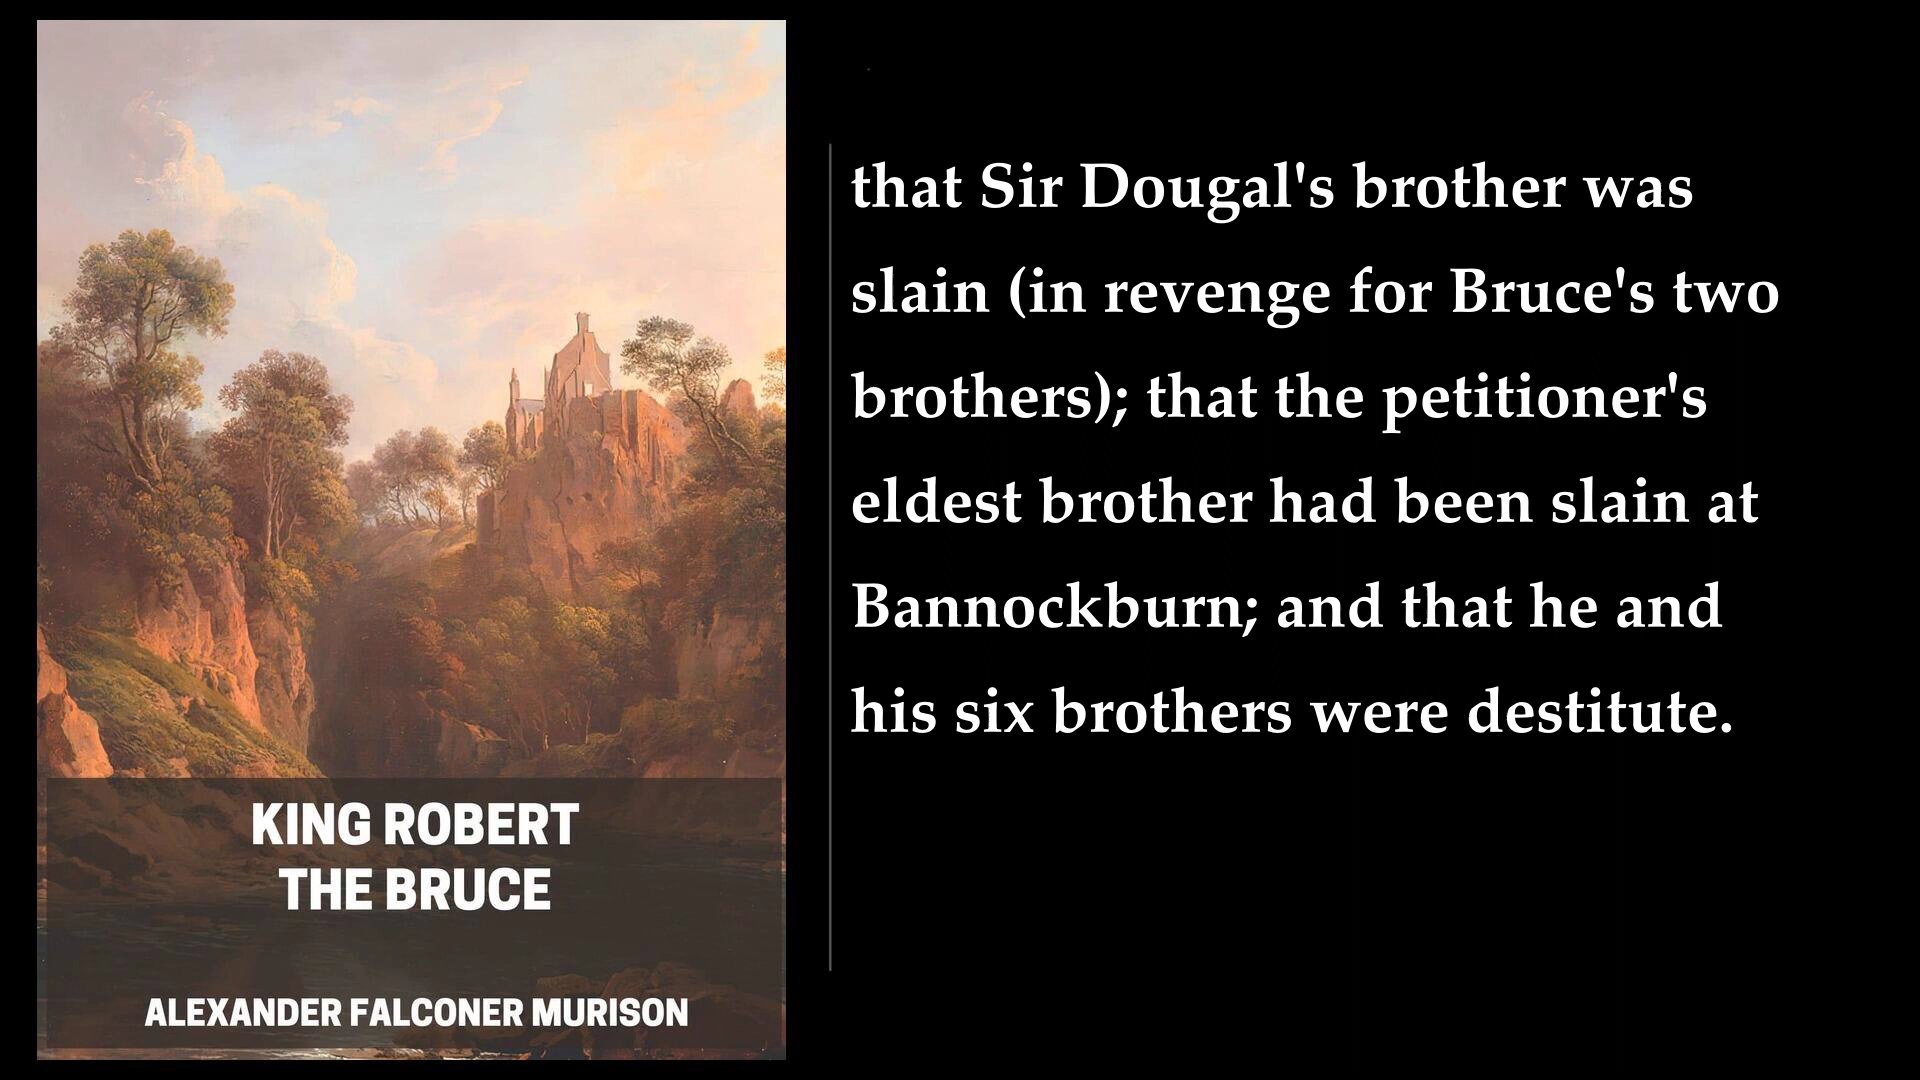 KING ROBERT
THE BRUCE
ALEXANDER FALCONER MURISON
that Sir Dougal's brother was
slain (in revenge for Bruce's two
brothers); that the petitioner's
eldest brother had been slain at
Bannockburn; and that he and
his six brothers were destitute.